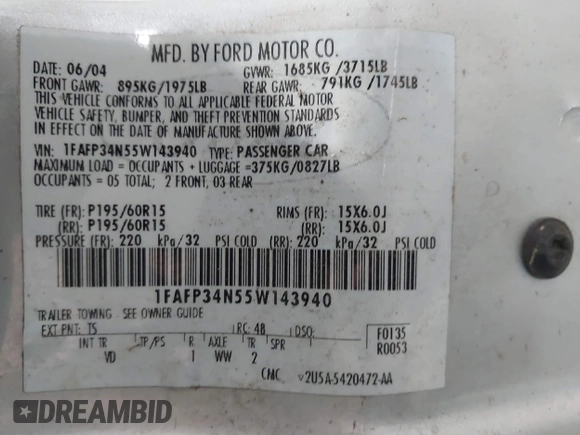 MFD. BY FORD MOTOR CO.
DATE: 06/04 GVWR: 1685KG /3715LB
FRONT GAWR: 895KG/1975LB REAR GAWR: 791KG /1745LB
THIS VEHICLE CONFORMS TO ALL APPLICABLE FEDERAL MOTOR
VEHICLE SAFETY, BUMPER, AND THEFT PREVENTION STANDARDS
IN EFFECT ON THE DATE OF MANUFACTURE SHOWN ABOVE.
VIN: 1FAFP34N55W143940 TYPE: PASSENGER CAR
MAXIMUM LOAD = OCCUPANTS + LUGGAGE =375KG/0827LB
OCCUPANTS = 05 TOTAL; 2 FRONT, 03 REAR
TIRE (FR): P195/60R15 RIMS (FR): 15X6.0J
(RR): P195/60R15 (RR): 15X6.0J
PRESSURE (FR): 220 kPa/32 PSI COLD (RR): 220 kPa/32 PSI COLD
1FAFP34N55W143940
TRAILER TOWING - SEE OWNER GUIDE
EXT PNT: TS RC: 4B DSO: F0135
INT TR TP/PS R AXLE TR SPR R0053
VD 1 WW 2
CMC v2U5A-5420472-AA
DREAMBID